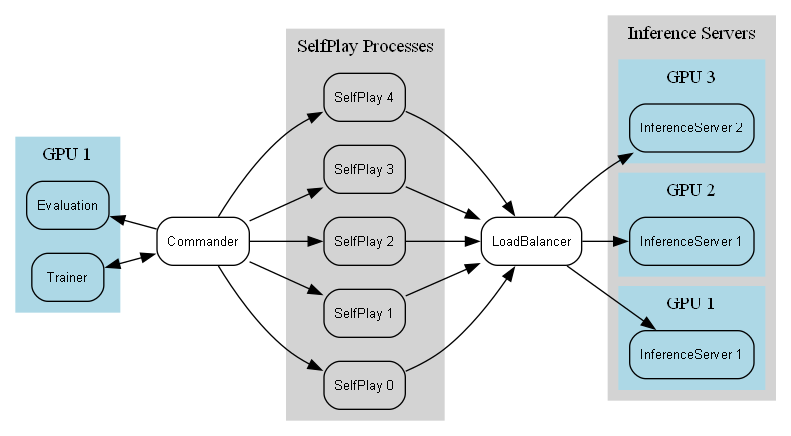 GPU 1
Evaluation
Trainer
Commander
SelfPlay Processes
SelfPlay 4
SelfPlay 3
SelfPlay 2
SelfPlay 1
SelfPlay 0
LoadBalancer
Inference Servers
GPU 3
InferenceServer 2
GPU 2
InferenceServer 1
GPU 1
InferenceServer 1